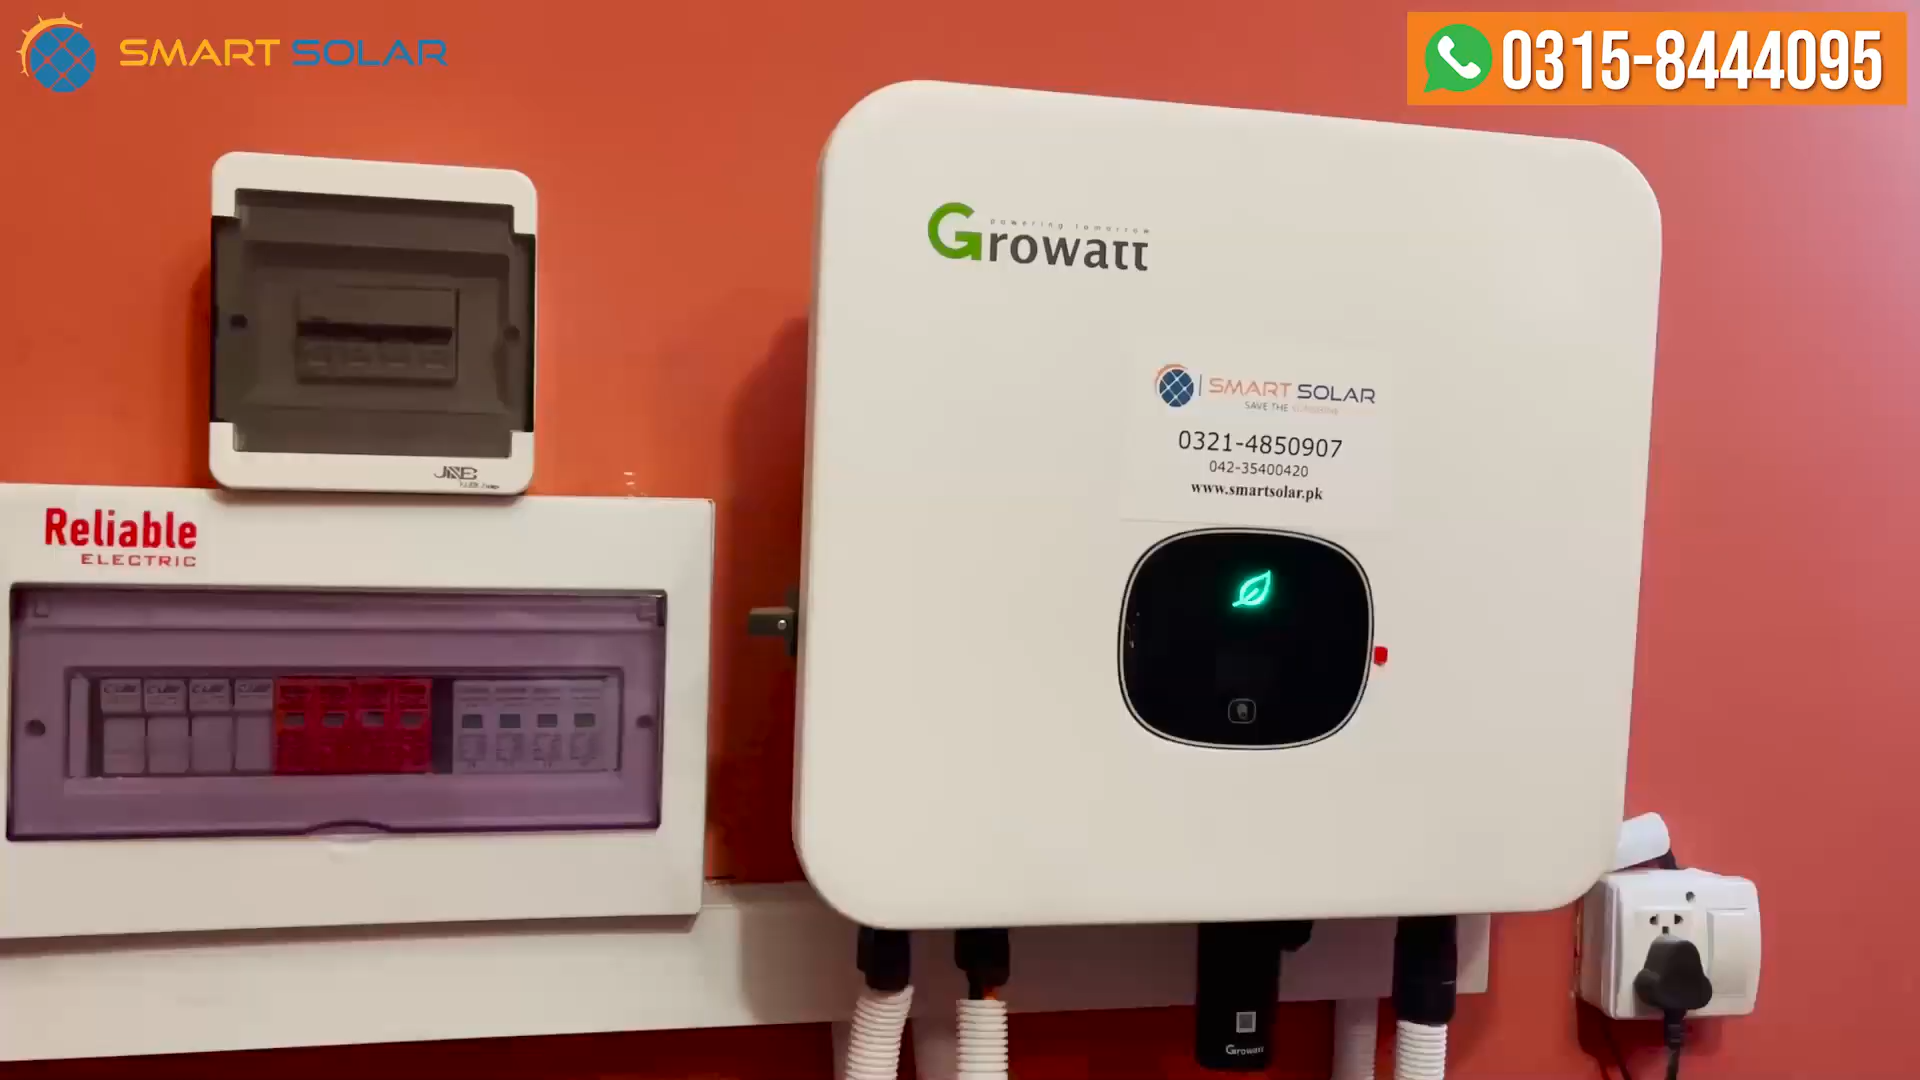 SMART SOLAR
0315-8444095
powering tomorrow
Growatt
SMART SOLAR
SAVE THE SUNSHINE
0321-4850907
042-35400420
www.smartsolar.pk
Reliable
ELECTRIC
Growatt